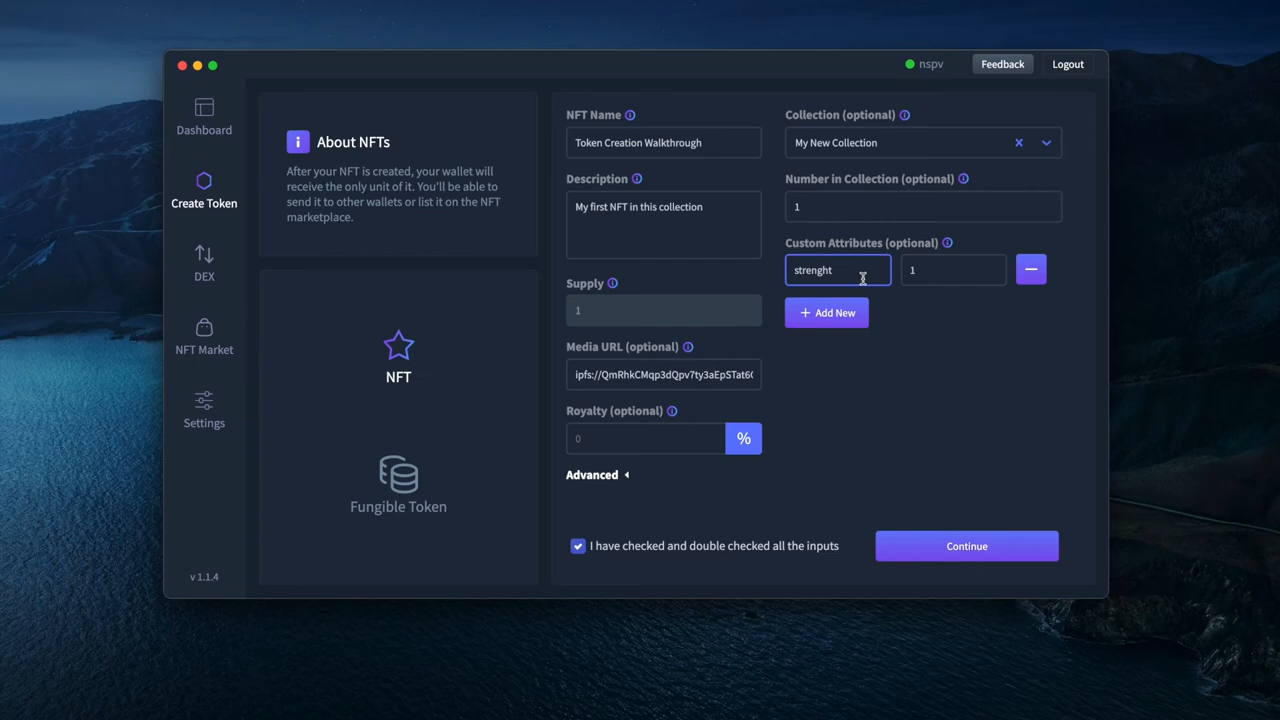 nspv
Feedback
Logout
Dashboard
Create Token
DEX
NFT Market
Settings
v 1.1.4
i About NFTs
After your NFT is created, your wallet will
receive the only unit of it. You'll be able to
send it to other wallets or list it on the NFT
marketplace.
NFT
Fungible Token
NFT Name
Token Creation Walkthrough
Description
My first NFT in this collection
Supply
1
Media URL (optional)
ipfs://QmRhkCMqp3dQpv7ty3aEpSTat6(
Royalty (optional)
0 %
Advanced
Collection (optional)
My New Collection
Number in Collection (optional)
1
Custom Attributes (optional)
strenght 1
+ Add New
I have checked and double checked all the inputs
Continue